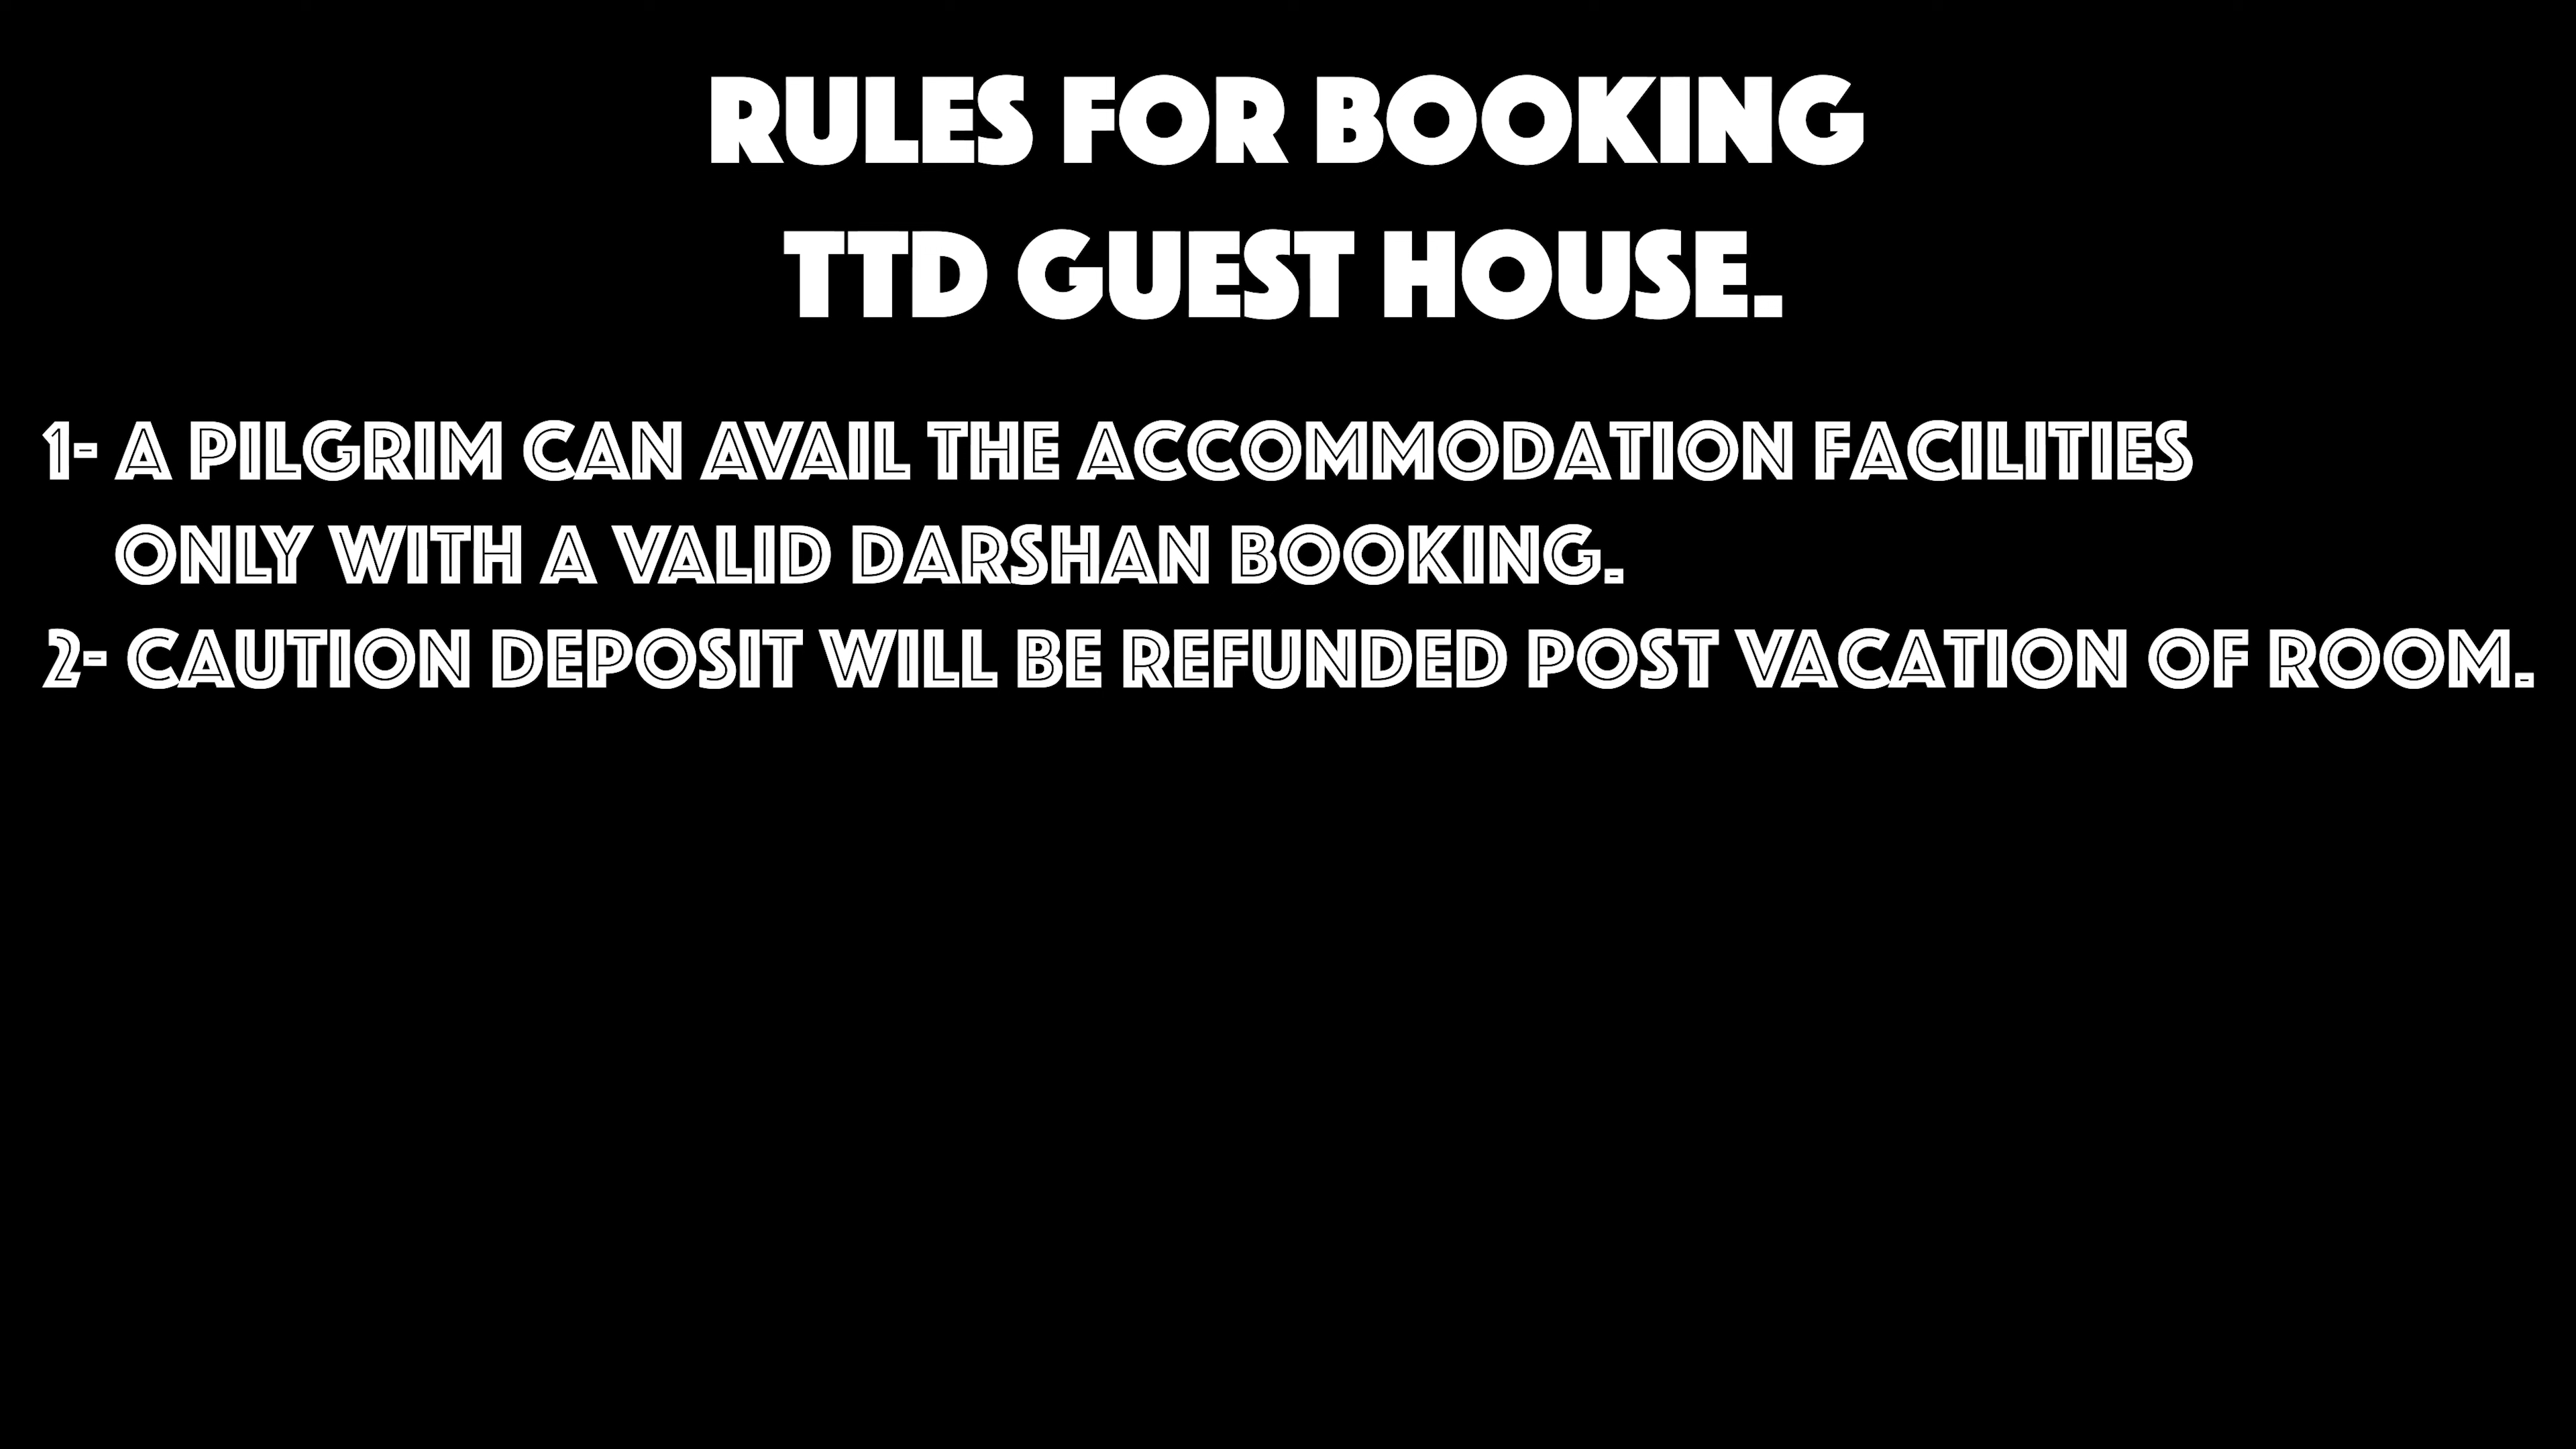 RULES FOR BOOKING
TTD GUEST HOUSE.
1- A PILGRIM CAN AVAIL THE ACCOMMODATION FACILITIES
ONLY WITH A VALID DARSHAN BOOKING.
2- CAUTION DEPOSIT WILL BE REFUNDED POST VACATION OF ROOM.